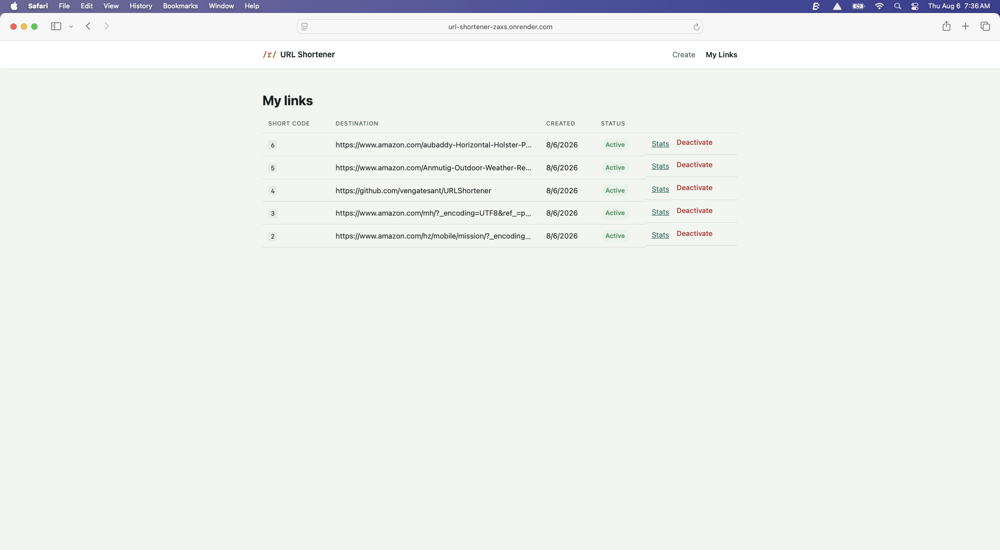 Safari File Edit View History Bookmarks Window Help Thu Aug 6 7:36 AM
url-shortener-zaxs.onrender.com
/r/ URL Shortener Create My Links
My links
SHORT CODE DESTINATION CREATED STATUS
6 https://www.amazon.com/aubaddy-Horizontal-Holster-P... 8/6/2026 Active Stats Deactivate
5 https://www.amazon.com/Anmutig-Outdoor-Weather-Re... 8/6/2026 Active Stats Deactivate
4 https://github.com/vengatesant/URLShortener 8/6/2026 Active Stats Deactivate
3 https://www.amazon.com/mh/?_encoding=UTF8&ref_=p... 8/6/2026 Active Stats Deactivate
2 https://www.amazon.com/hz/mobile/mission/?_encoding... 8/6/2026 Active Stats Deactivate